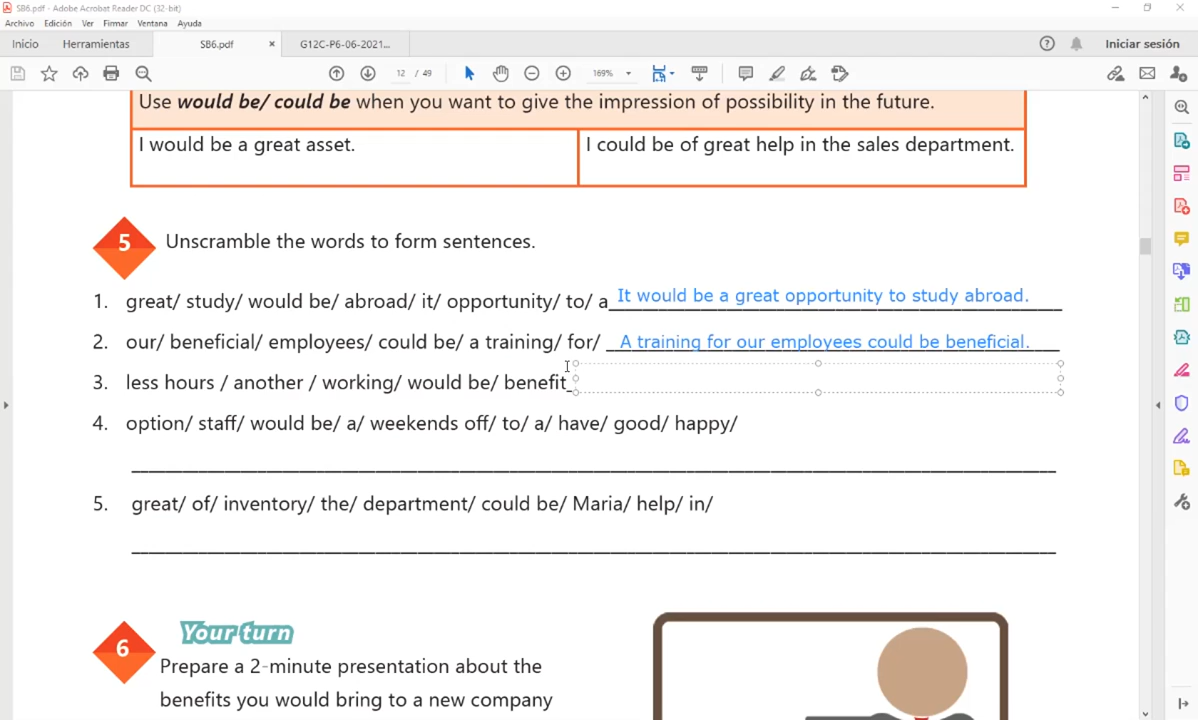 SB6.pdf - Adobe Acrobat Reader DC (32-bit)
Archivo Edición Ver Firmar Ventana Ayuda
Inicio Herramientas SB6.pdf × G12C-P6-06-2021... Iniciar sesión
12 / 49 169%
Use would be/ could be when you want to give the impression of possibility in the future.
I would be a great asset. I could be of great help in the sales department.
5 Unscramble the words to form sentences.
1. great/ study/ would be/ abroad/ it/ opportunity/ to/ a It would be a great opportunity to study abroad.
2. our/ beneficial/ employees/ could be/ a training/ for/ A training for our employees could be beneficial.
3. less hours / another / working/ would be/ benefit
4. option/ staff/ would be/ a/ weekends off/ to/ a/ have/ good/ happy/
5. great/ of/ inventory/ the/ department/ could be/ Maria/ help/ in/
6 Your turn
Prepare a 2-minute presentation about the
benefits you would bring to a new company